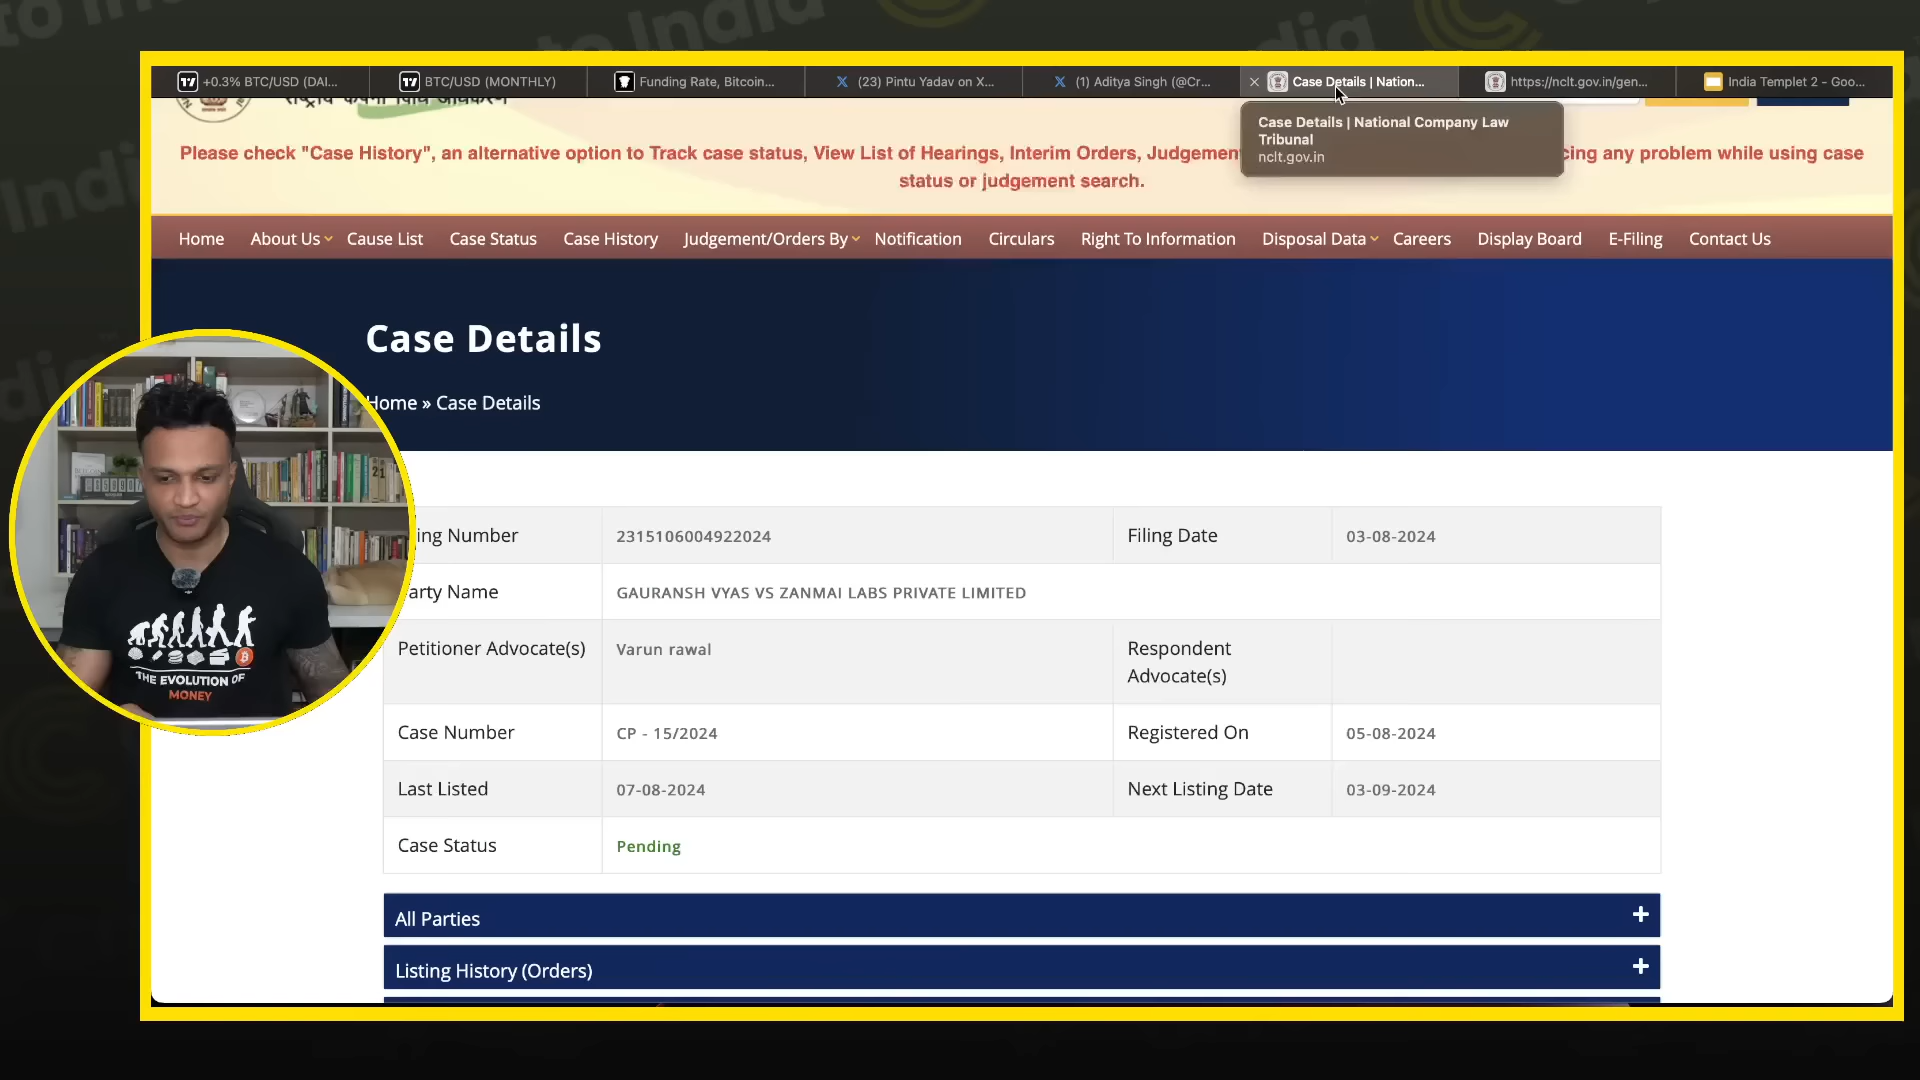 +0.3% BTC/USD (DAI...
BTC/USD (MONTHLY)
Funding Rate, Bitcoin...
(23) Pintu Yadav on X...
(1) Aditya Singh (@Cr...
Case Details | Nation...
https://nclt.gov.in/gen...
India Templet 2 - Goo...
राष्ट्रीय कंपनी विधि अधिकरण
Case Details | National Company Law
Tribunal
nclt.gov.in
Please check "Case History", an alternative option to Track case status, View List of Hearings, Interim Orders, Judgemen
cing any problem while using case
status or judgement search.
Home
About Us
Cause List
Case Status
Case History
Judgement/Orders By
Notification
Circulars
Right To Information
Disposal Data
Careers
Display Board
E-Filing
Contact Us
Case Details
Home » Case Details
ing Number
2315106004922024
Filing Date
03-08-2024
arty Name
GAURANSH VYAS VS ZANMAI LABS PRIVATE LIMITED
Petitioner Advocate(s)
Varun rawal
Respondent
Advocate(s)
Case Number
CP - 15/2024
Registered On
05-08-2024
Last Listed
07-08-2024
Next Listing Date
03-09-2024
Case Status
Pending
All Parties
Listing History (Orders)
THE EVOLUTION OF
MONEY